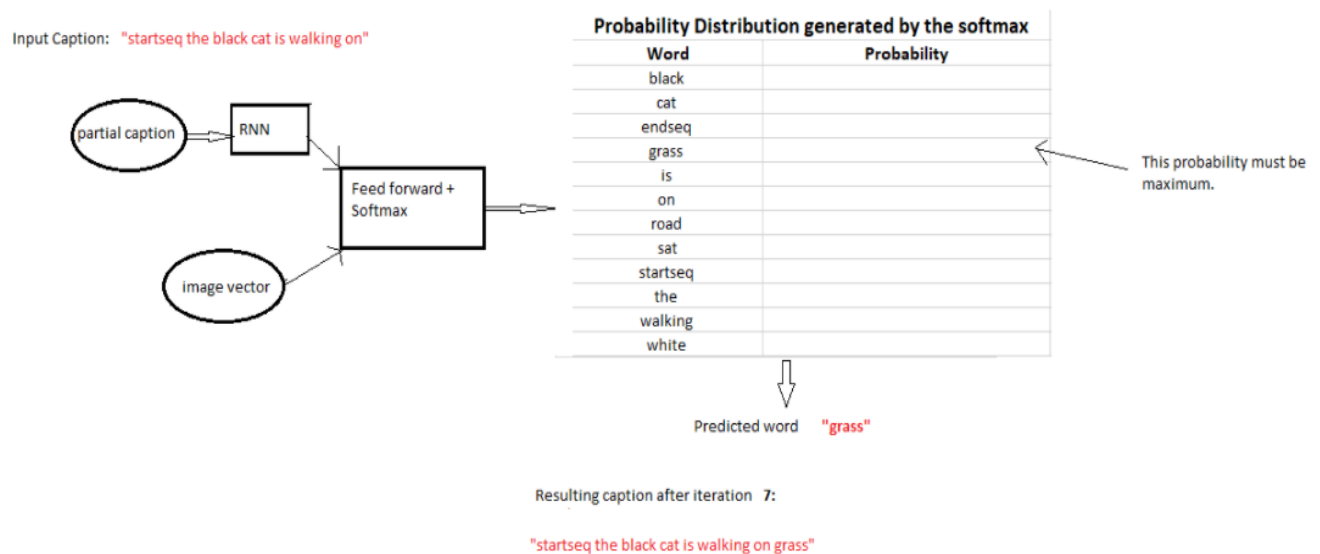 Input Caption: "startseq the black cat is walking on"
Probability Distribution generated by the softmax
Word Probability
black
cat
endseq
grass
is
on
road
sat
startseq
the
walking
white
partial caption
RNN
Feed forward +
Softmax
image vector
This probability must be
maximum.
Predicted word "grass"
Resulting caption after iteration 7:
"startseq the black cat is walking on grass"